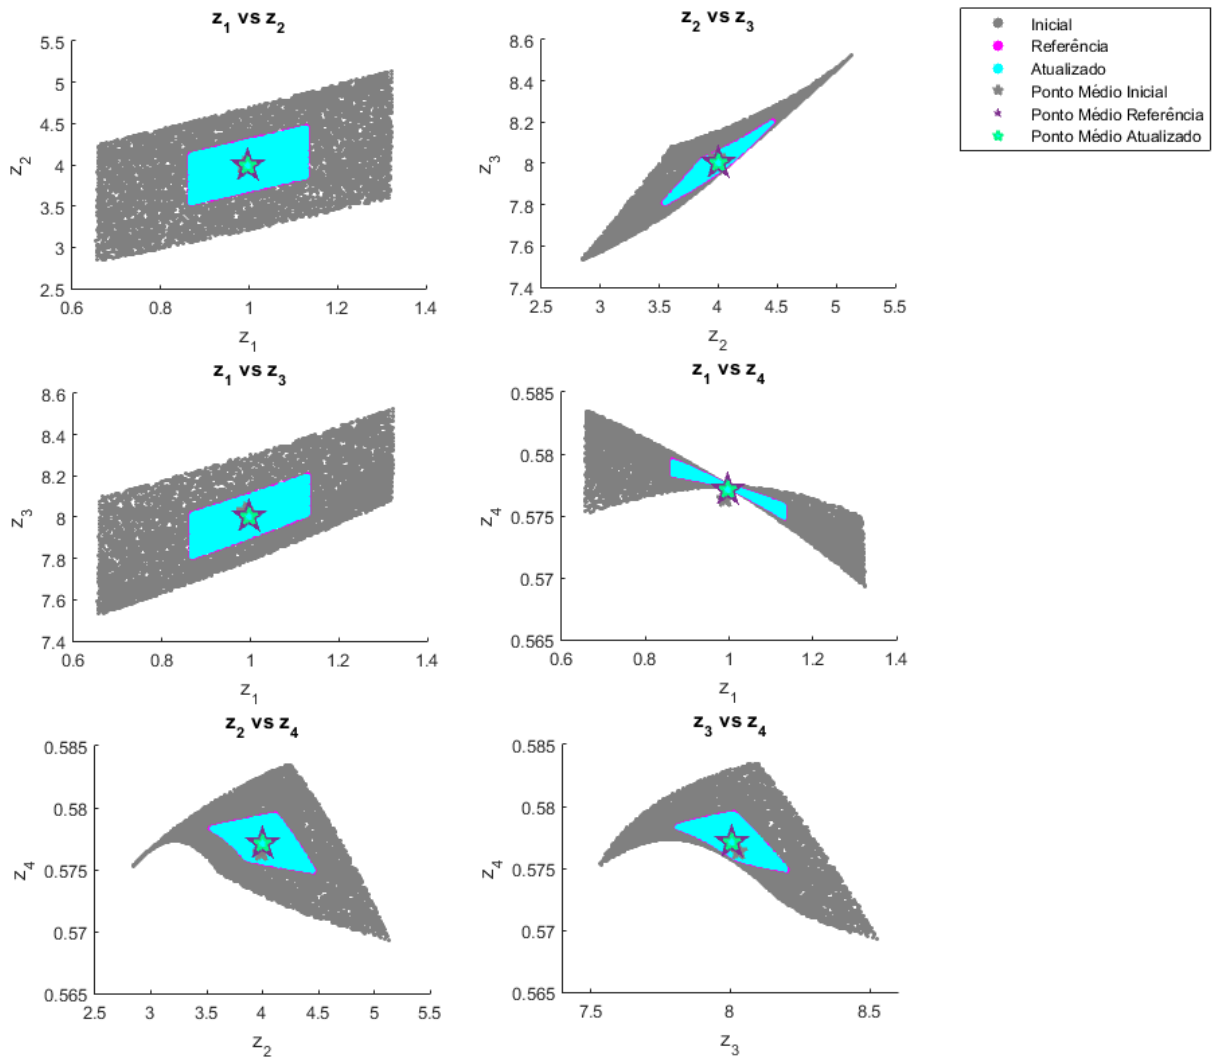 z1 vs z2
5.5
5
4.5
4
3.5
3
2.5
z2
0.6 0.8 1 1.2 1.4
z1
z2 vs z3
8.6
8.4
8.2
8
7.8
7.6
7.4
z3
2.5 3 3.5 4 4.5 5 5.5
z2
Inicial
Referência
Atualizado
Ponto Médio Inicial
Ponto Médio Referência
Ponto Médio Atualizado
z1 vs z3
8.6
8.4
8.2
8
7.8
7.6
7.4
z3
0.6 0.8 1 1.2 1.4
z1
z1 vs z4
0.585
0.58
0.575
0.57
0.565
z4
0.6 0.8 1 1.2 1.4
z1
z2 vs z4
0.585
0.58
0.575
0.57
0.565
z4
2.5 3 3.5 4 4.5 5 5.5
z2
z3 vs z4
0.585
0.58
0.575
0.57
0.565
z4
7.5 8 8.5
z3